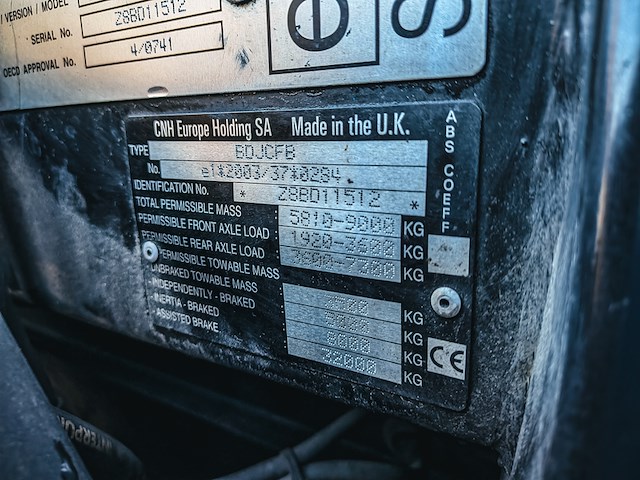 / VERSION / MODEL
SERIAL No. Z8BD11512
OECD APPROVAL No. 4/0741
e
s
CNH Europe Holding SA Made in the U.K.
TYPE BDJCFB
No. e1*2003/37*0284
IDENTIFICATION No. * Z8BD11512 *
TOTAL PERMISSIBLE MASS 5810-9000 KG
PERMISSIBLE FRONT AXLE LOAD : 1920-3600 KG
PERMISSIBLE REAR AXLE LOAD KG
PERMISSIBLE TOWABLE MASS
UNBRAKED TOWABLE MASS KG
- INDEPENDENTLY - BRAKED KG
- INERTIA - BRAKED 8000 KG
- ASSISTED BRAKE 32000 KG
ABS COEFF
CE